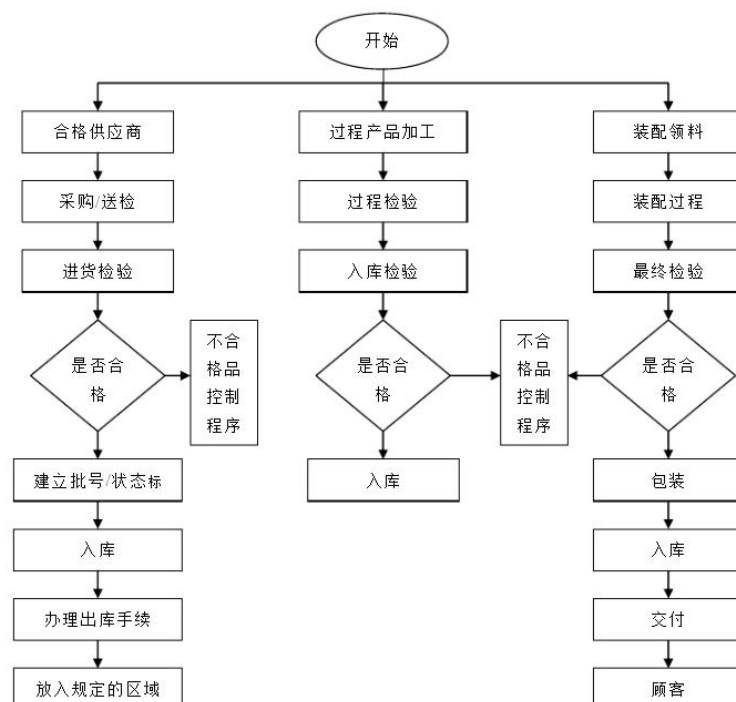 开始
合格供应商
采购/送检
进货检验
是否合
格
不合
格品
控制
程序
建立批号/状态标
入库
办理出库手续
放入规定的区域
过程产品加工
过程检验
入库检验
是否合
格
不合
格品
控制
程序
入库
装配领料
装配过程
最终检验
是否合
格
包装
入库
交付
顾客